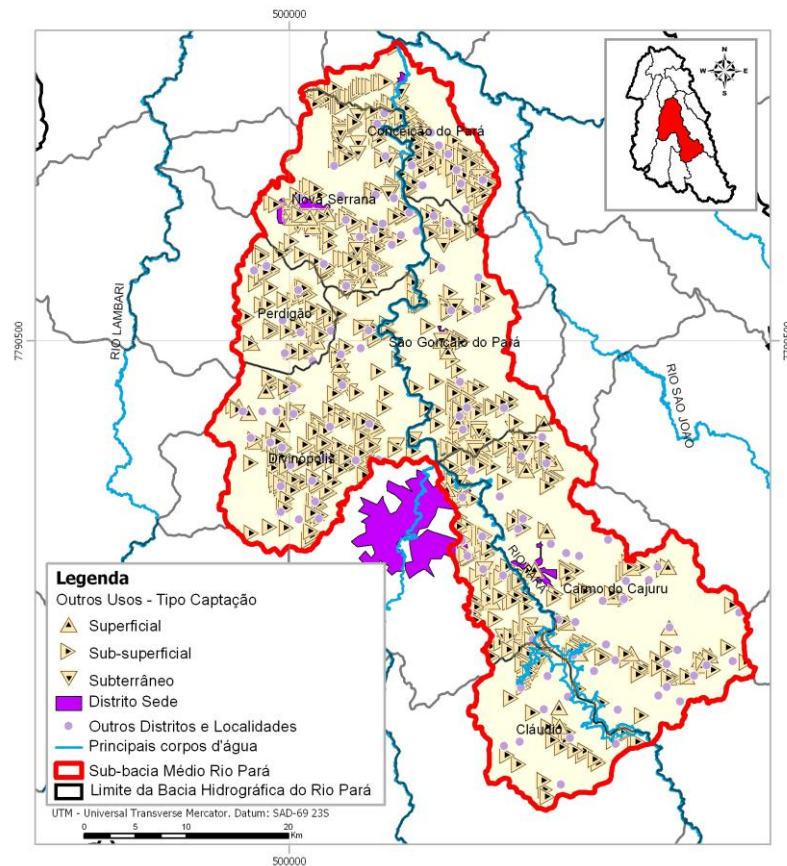 500000
N
W E
S
Conceição do Pará
Nova Serrana
RIO LAMBARI
Perdigão
São Gonçalo do Pará
7790500
7790500
RIO SÃO JOÃO
Divinópolis
RIO PARÁ
Carmo do Cajuru
Cláudio
Legenda
Outros Usos - Tipo Captação
Superficial
Sub-superficial
Subterrâneo
Distrito Sede
Outros Distritos e Localidades
Principais corpos d'água
Sub-bacia Médio Rio Pará
Limite da Bacia Hidrográfica do Rio Pará
UTM - Universal Transverse Mercator. Datum: SAD-69 23S
0 5 10 20
Km
500000